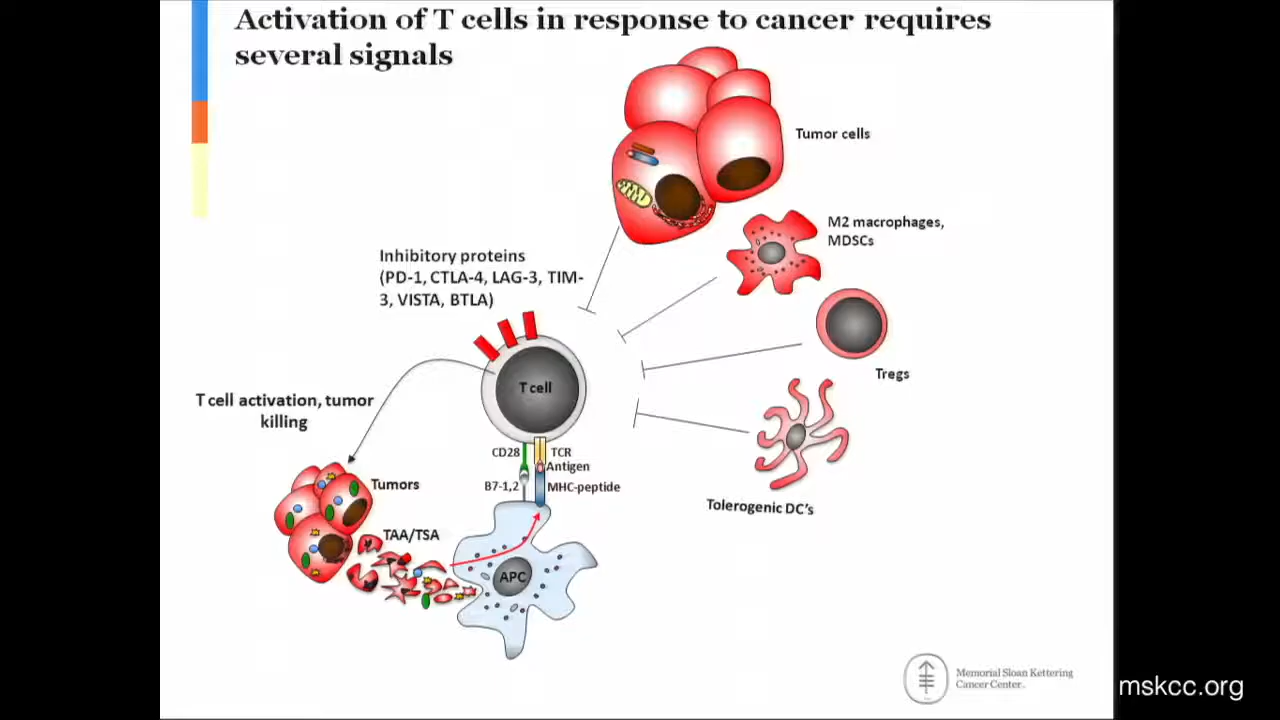 Activation of T cells in response to cancer requires
several signals
Tumor cells
M2 macrophages,
MDSCs
Inhibitory proteins
(PD-1, CTLA-4, LAG-3, TIM-
3, VISTA, BTLA)
Tregs
T cell
T cell activation, tumor
killing
CD28
TCR
Antigen
B7-1,2
MHC-peptide
Tumors
Tolerogenic DC's
TAA/TSA
APC
Memorial Sloan Kettering
Cancer Center
mskcc.org